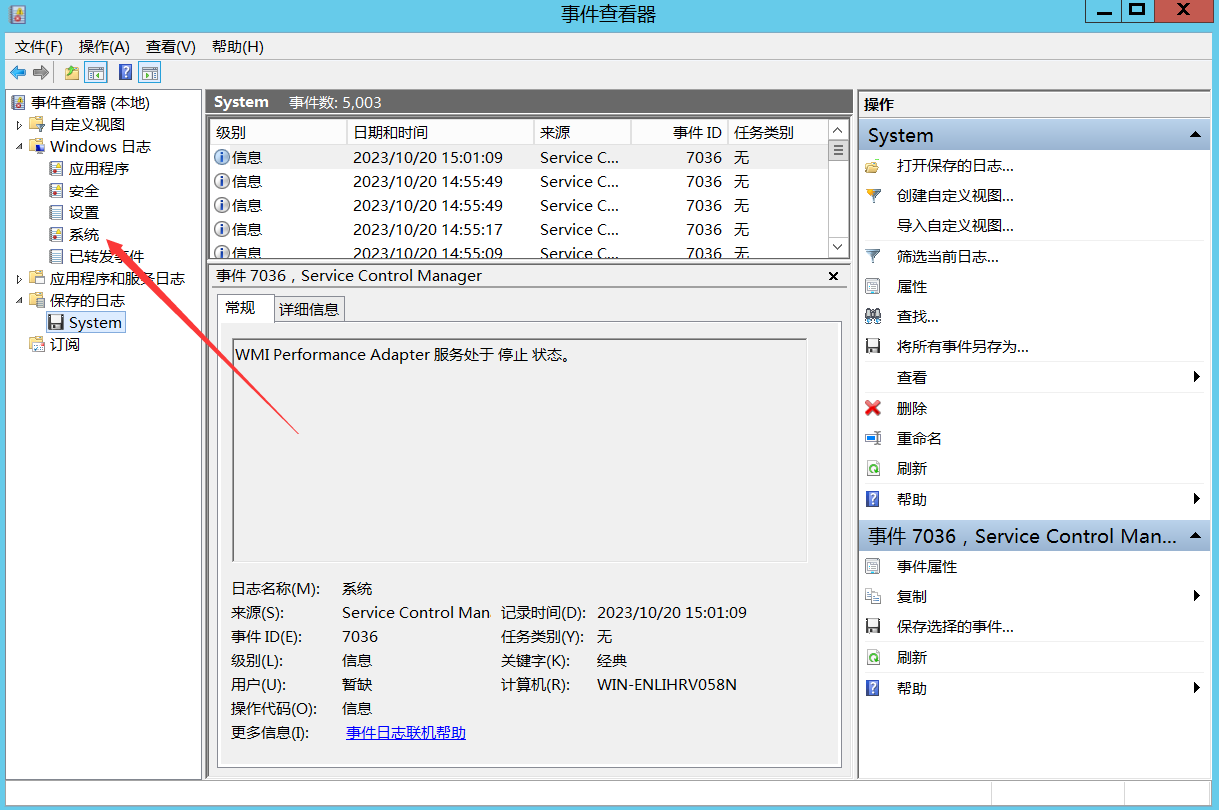 事件查看器
文件(F) 操作(A) 查看(V) 帮助(H)
事件查看器 (本地)
自定义视图
Windows 日志
应用程序
安全
设置
系统
已转发事件
应用程序和服务日志
保存的日志
System
订阅
System 事件数: 5,003
级别 日期和时间 来源 事件 ID 任务类别
信息 2023/10/20 15:01:09 Service C... 7036 无
信息 2023/10/20 14:55:49 Service C... 7036 无
信息 2023/10/20 14:55:49 Service C... 7036 无
信息 2023/10/20 14:55:17 Service C... 7036 无
信息 2023/10/20 14:55:09 Service C... 7036 无
事件 7036，Service Control Manager
常规 详细信息
WMI Performance Adapter 服务处于 停止 状态。
日志名称(M): 系统
来源(S): Service Control Man 记录时间(D): 2023/10/20 15:01:09
事件 ID(E): 7036 任务类别(Y): 无
级别(L): 信息 关键字(K): 经典
用户(U): 暂缺 计算机(R): WIN-ENLIHRV058N
操作代码(O): 信息
更多信息(I): 事件日志联机帮助
操作
System
打开保存的日志...
创建自定义视图...
导入自定义视图...
筛选当前日志...
属性
查找...
将所有事件另存为...
查看
删除
重命名
刷新
帮助
事件 7036，Service Control Man...
事件属性
复制
保存选择的事件...
刷新
帮助